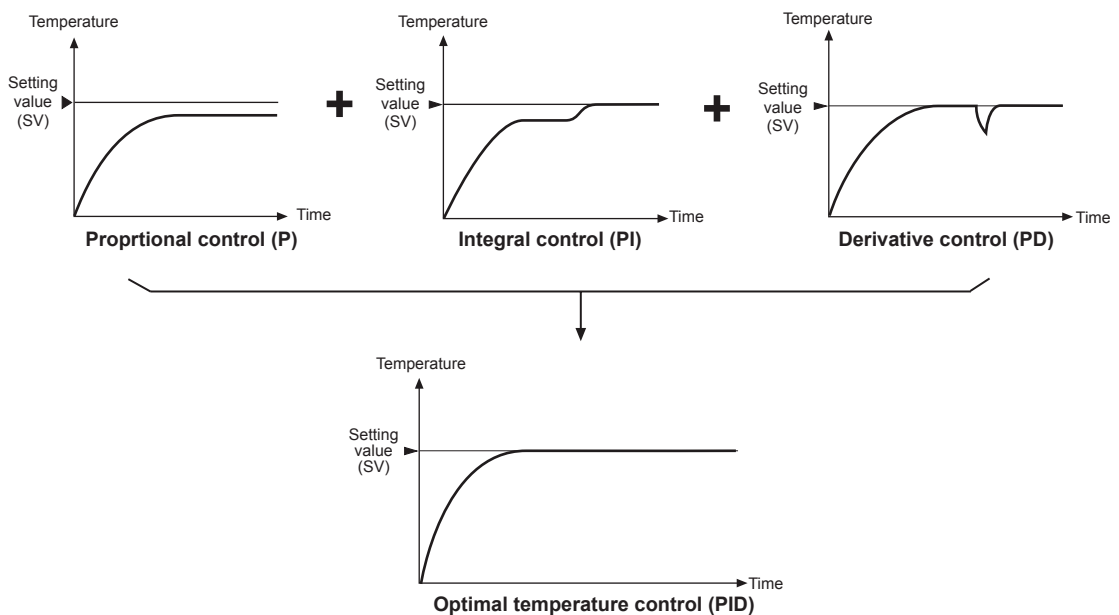 Temperature
Setting
value
(SV)
Time
Proprtional control (P)
+
Temperature
Setting
value
(SV)
Time
Integral control (PI)
+
Temperature
Setting
value
(SV)
Time
Derivative control (PD)
Temperature
Setting
value
(SV)
Time
Optimal temperature control (PID)